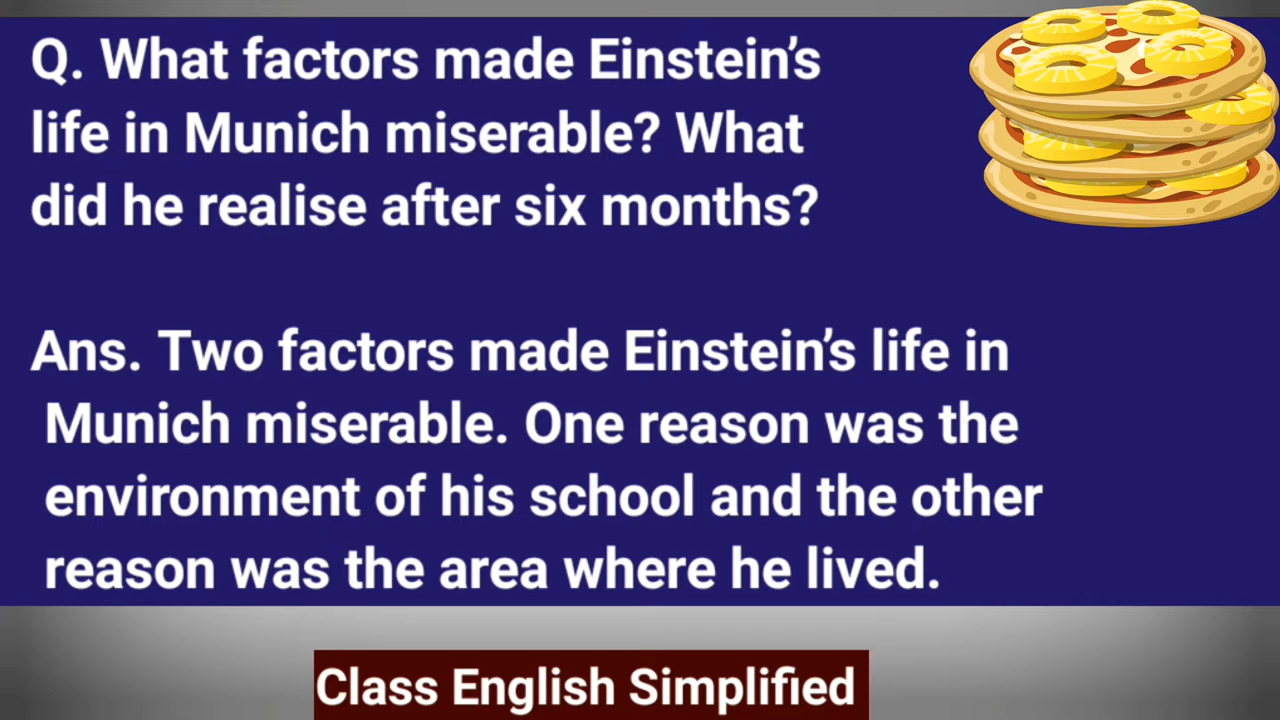 Q. What factors made Einstein’s
life in Munich miserable? What
did he realise after six months?
Ans. Two factors made Einstein’s life in
Munich miserable. One reason was the
environment of his school and the other
reason was the area where he lived.
Class English Simplified